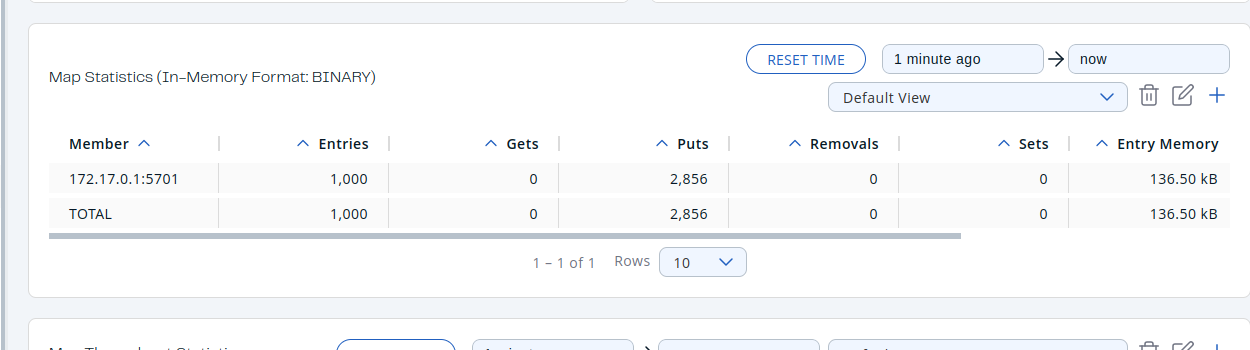 RESET TIME 1 minute ago now
Map Statistics (In-Memory Format: BINARY)
Default View
Member Entries Gets Puts Removals Sets Entry Memory
172.17.0.1:5701 1,000 0 2,856 0 0 136.50 kB
TOTAL 1,000 0 2,856 0 0 136.50 kB
1 – 1 of 1 Rows 10